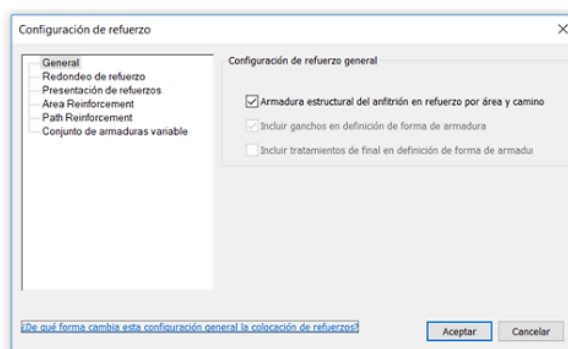 Configuración de refuerzo
General
Redondeo de refuerzo
Presentación de refuerzos
Area Reinforcement
Path Reinforcement
Conjunto de armaduras variable
Configuración de refuerzo general
Armadura estructural del anfitrión en refuerzo por área y camino
Incluir ganchos en definición de forma de armadura
Incluir tratamientos de final en definición de forma de armadu
¿De qué forma cambia esta configuración general la colocación de refuerzos?
Aceptar
Cancelar